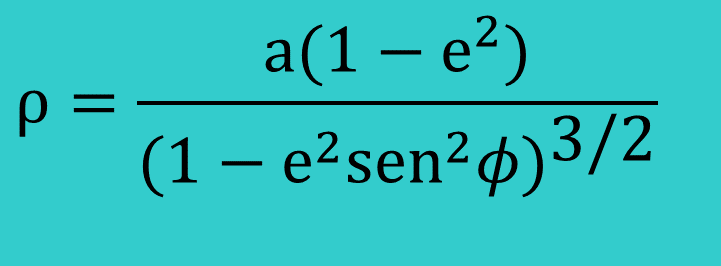 ρ = a(1 − e²) / (1 − e²sen²ϕ)^3/2